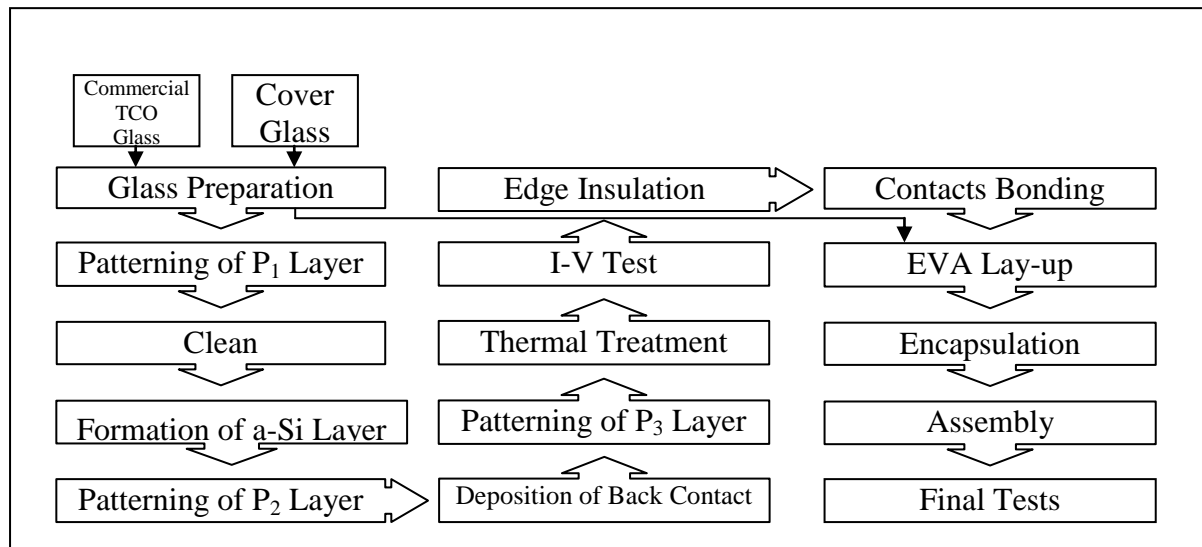 Commercial
TCO
Glass
Cover
Glass
Glass Preparation
Patterning of P₁ Layer
Clean
Formation of a-Si Layer
Patterning of P₂ Layer
Edge Insulation
I-V Test
Thermal Treatment
Patterning of P₃ Layer
Deposition of Back Contact
Contacts Bonding
EVA Lay-up
Encapsulation
Assembly
Final Tests